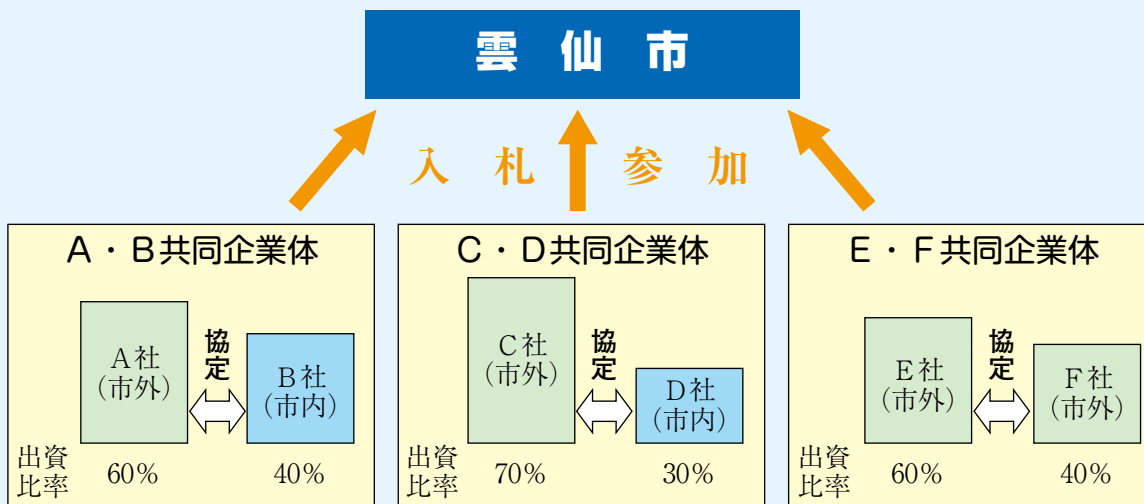 雲仙市
入札参加
A・B共同企業体
A社
(市外)
協定
B社
(市内)
出資
比率
60%
40%
C・D共同企業体
C社
(市外)
協定
D社
(市内)
出資
比率
70%
30%
E・F共同企業体
E社
(市外)
協定
F社
(市外)
出資
比率
60%
40%